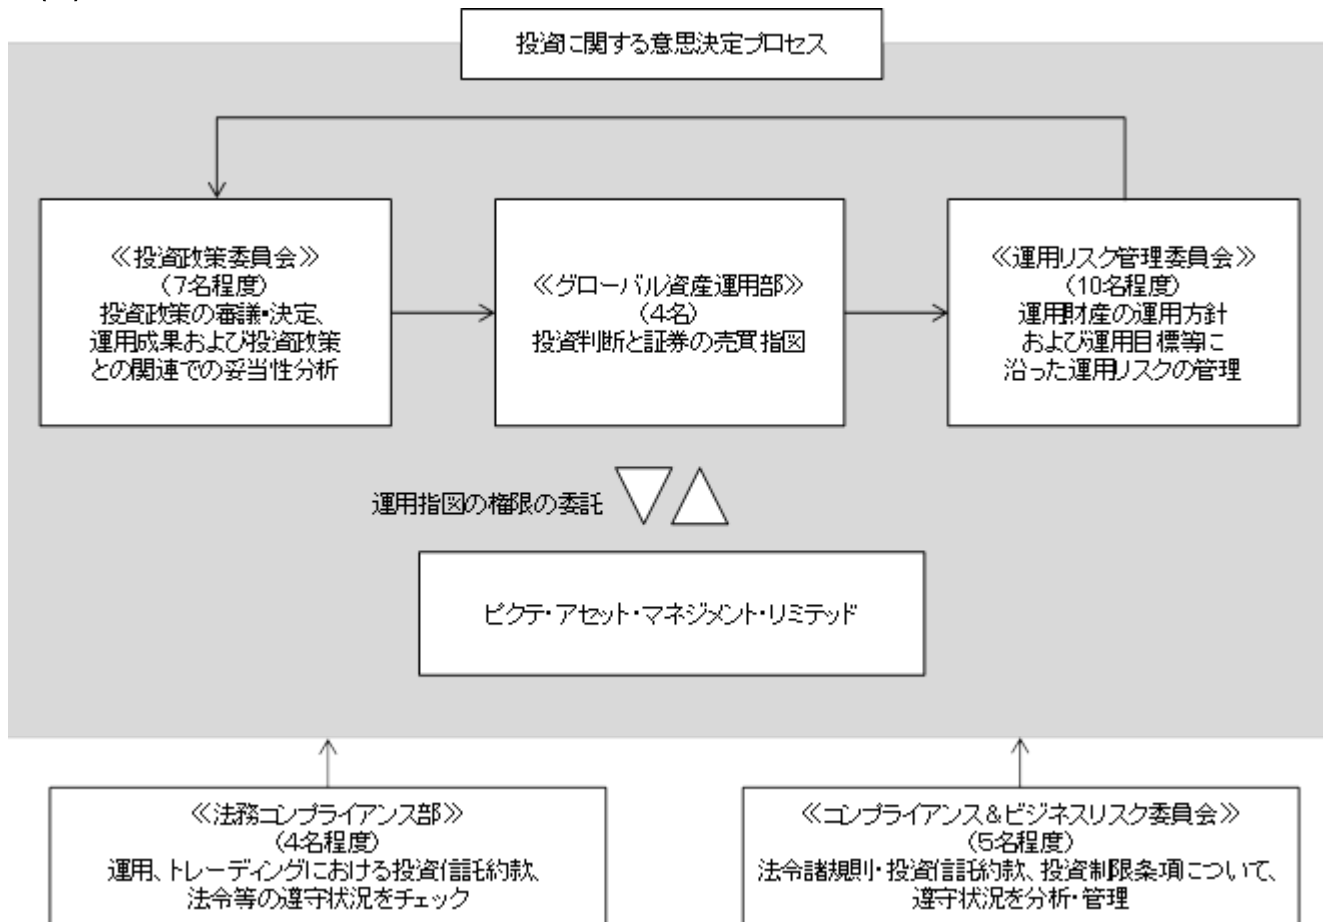 投資に関する意思決定プロセス
≪投資政策委員会≫
(7名程度)
投資政策の審議・決定、
運用成果および投資政策
との関連での妥当性分析
≪グローバル資産運用部≫
(4名)
投資判断と証券の売買指図
≪運用リスク管理委員会≫
(10名程度)
運用財産の運用方針
および運用目標等に
沿った運用リスクの管理
運用指図の権限の委託
ピクテ・アセット・マネジメント・リミテッド
≪法務コンプライアンス部≫
(4名程度)
運用、トレーディングにおける投資信託約款、
法令等の遵守状況をチェック
≪コンプライアンス&ビジネスリスク委員会≫
(5名程度)
法令諸規則・投資信託約款、投資制限条項について、
遵守状況を分析・管理